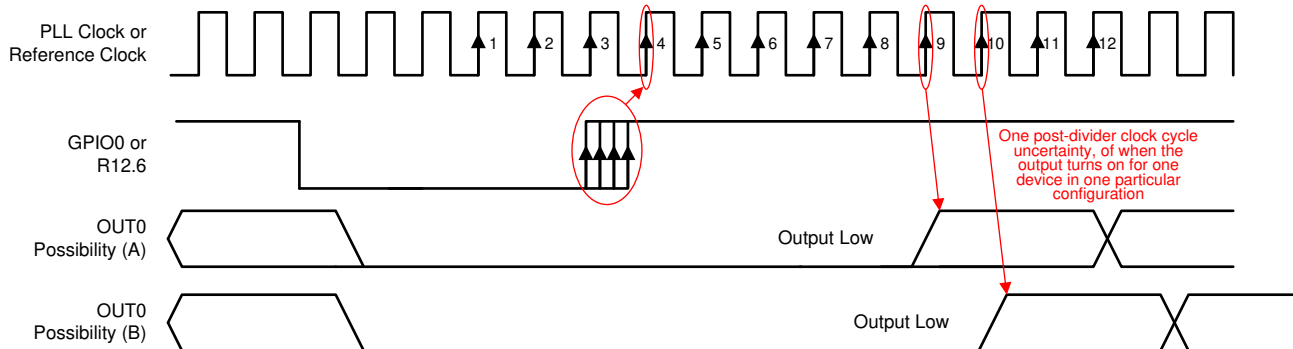 PLL Clock or
Reference Clock
1 2 3 4 5 6 7 8 9 10 11 12
GPIO0 or
R12.6
One post-divider clock cycle
uncertainty, of when the
output turns on for one
device in one particular
configuration
OUT0
Possibility (A)
Output Low
OUT0
Possibility (B)
Output Low